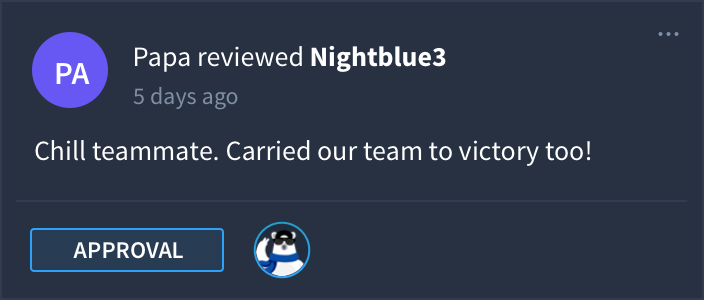 PA
Papa reviewed Nightblue3
5 days ago
Chill teammate. Carried our team to victory too!
APPROVAL